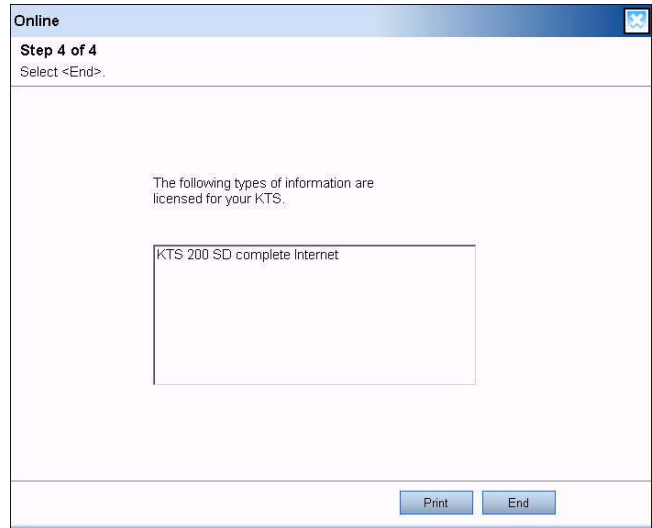 Online
Step 4 of 4
Select <End>.
The following types of information are
licensed for your KTS.
KTS 200 SD complete Internet
Print
End